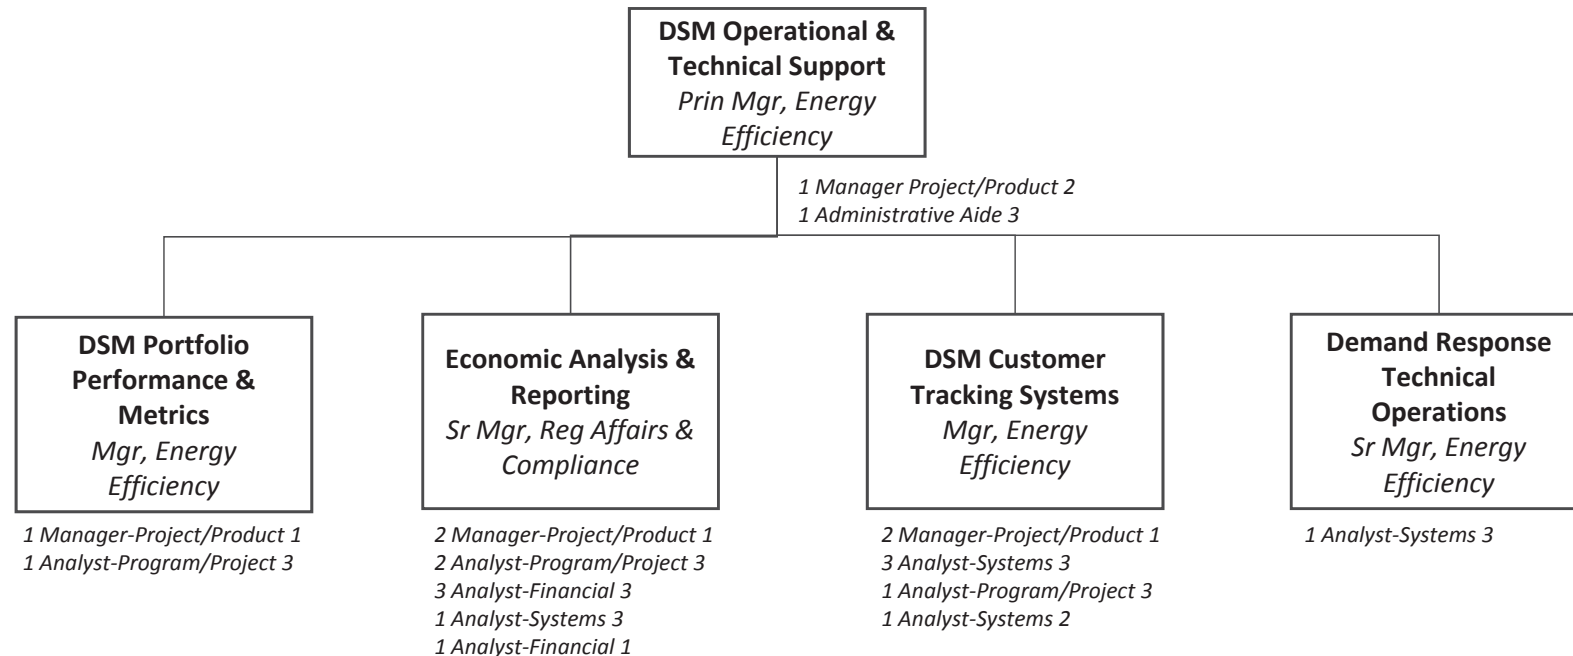 DSM Operational &
Technical Support
Prin Mgr, Energy
Efficiency
1 Manager Project/Product 2
1 Administrative Aide 3
DSM Portfolio
Performance &
Metrics
Mgr, Energy
Efficiency
1 Manager-Project/Product 1
1 Analyst-Program/Project 3
Economic Analysis &
Reporting
Sr Mgr, Reg Affairs &
Compliance
2 Manager-Project/Product 1
2 Analyst-Program/Project 3
3 Analyst-Financial 3
1 Analyst-Systems 3
1 Analyst-Financial 1
DSM Customer
Tracking Systems
Mgr, Energy
Efficiency
2 Manager-Project/Product 1
3 Analyst-Systems 3
1 Analyst-Program/Project 3
1 Analyst-Systems 2
Demand Response
Technical
Operations
Sr Mgr, Energy
Efficiency
1 Analyst-Systems 3